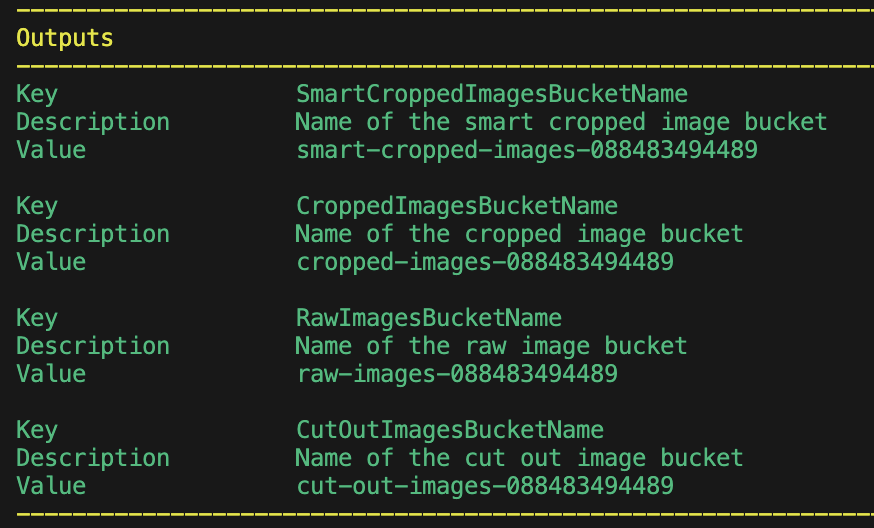 Outputs
Key SmartCroppedImagesBucketName
Description Name of the smart cropped image bucket
Value smart-cropped-images-088483494489
Key CroppedImagesBucketName
Description Name of the cropped image bucket
Value cropped-images-088483494489
Key RawImagesBucketName
Description Name of the raw image bucket
Value raw-images-088483494489
Key CutOutImagesBucketName
Description Name of the cut out image bucket
Value cut-out-images-088483494489